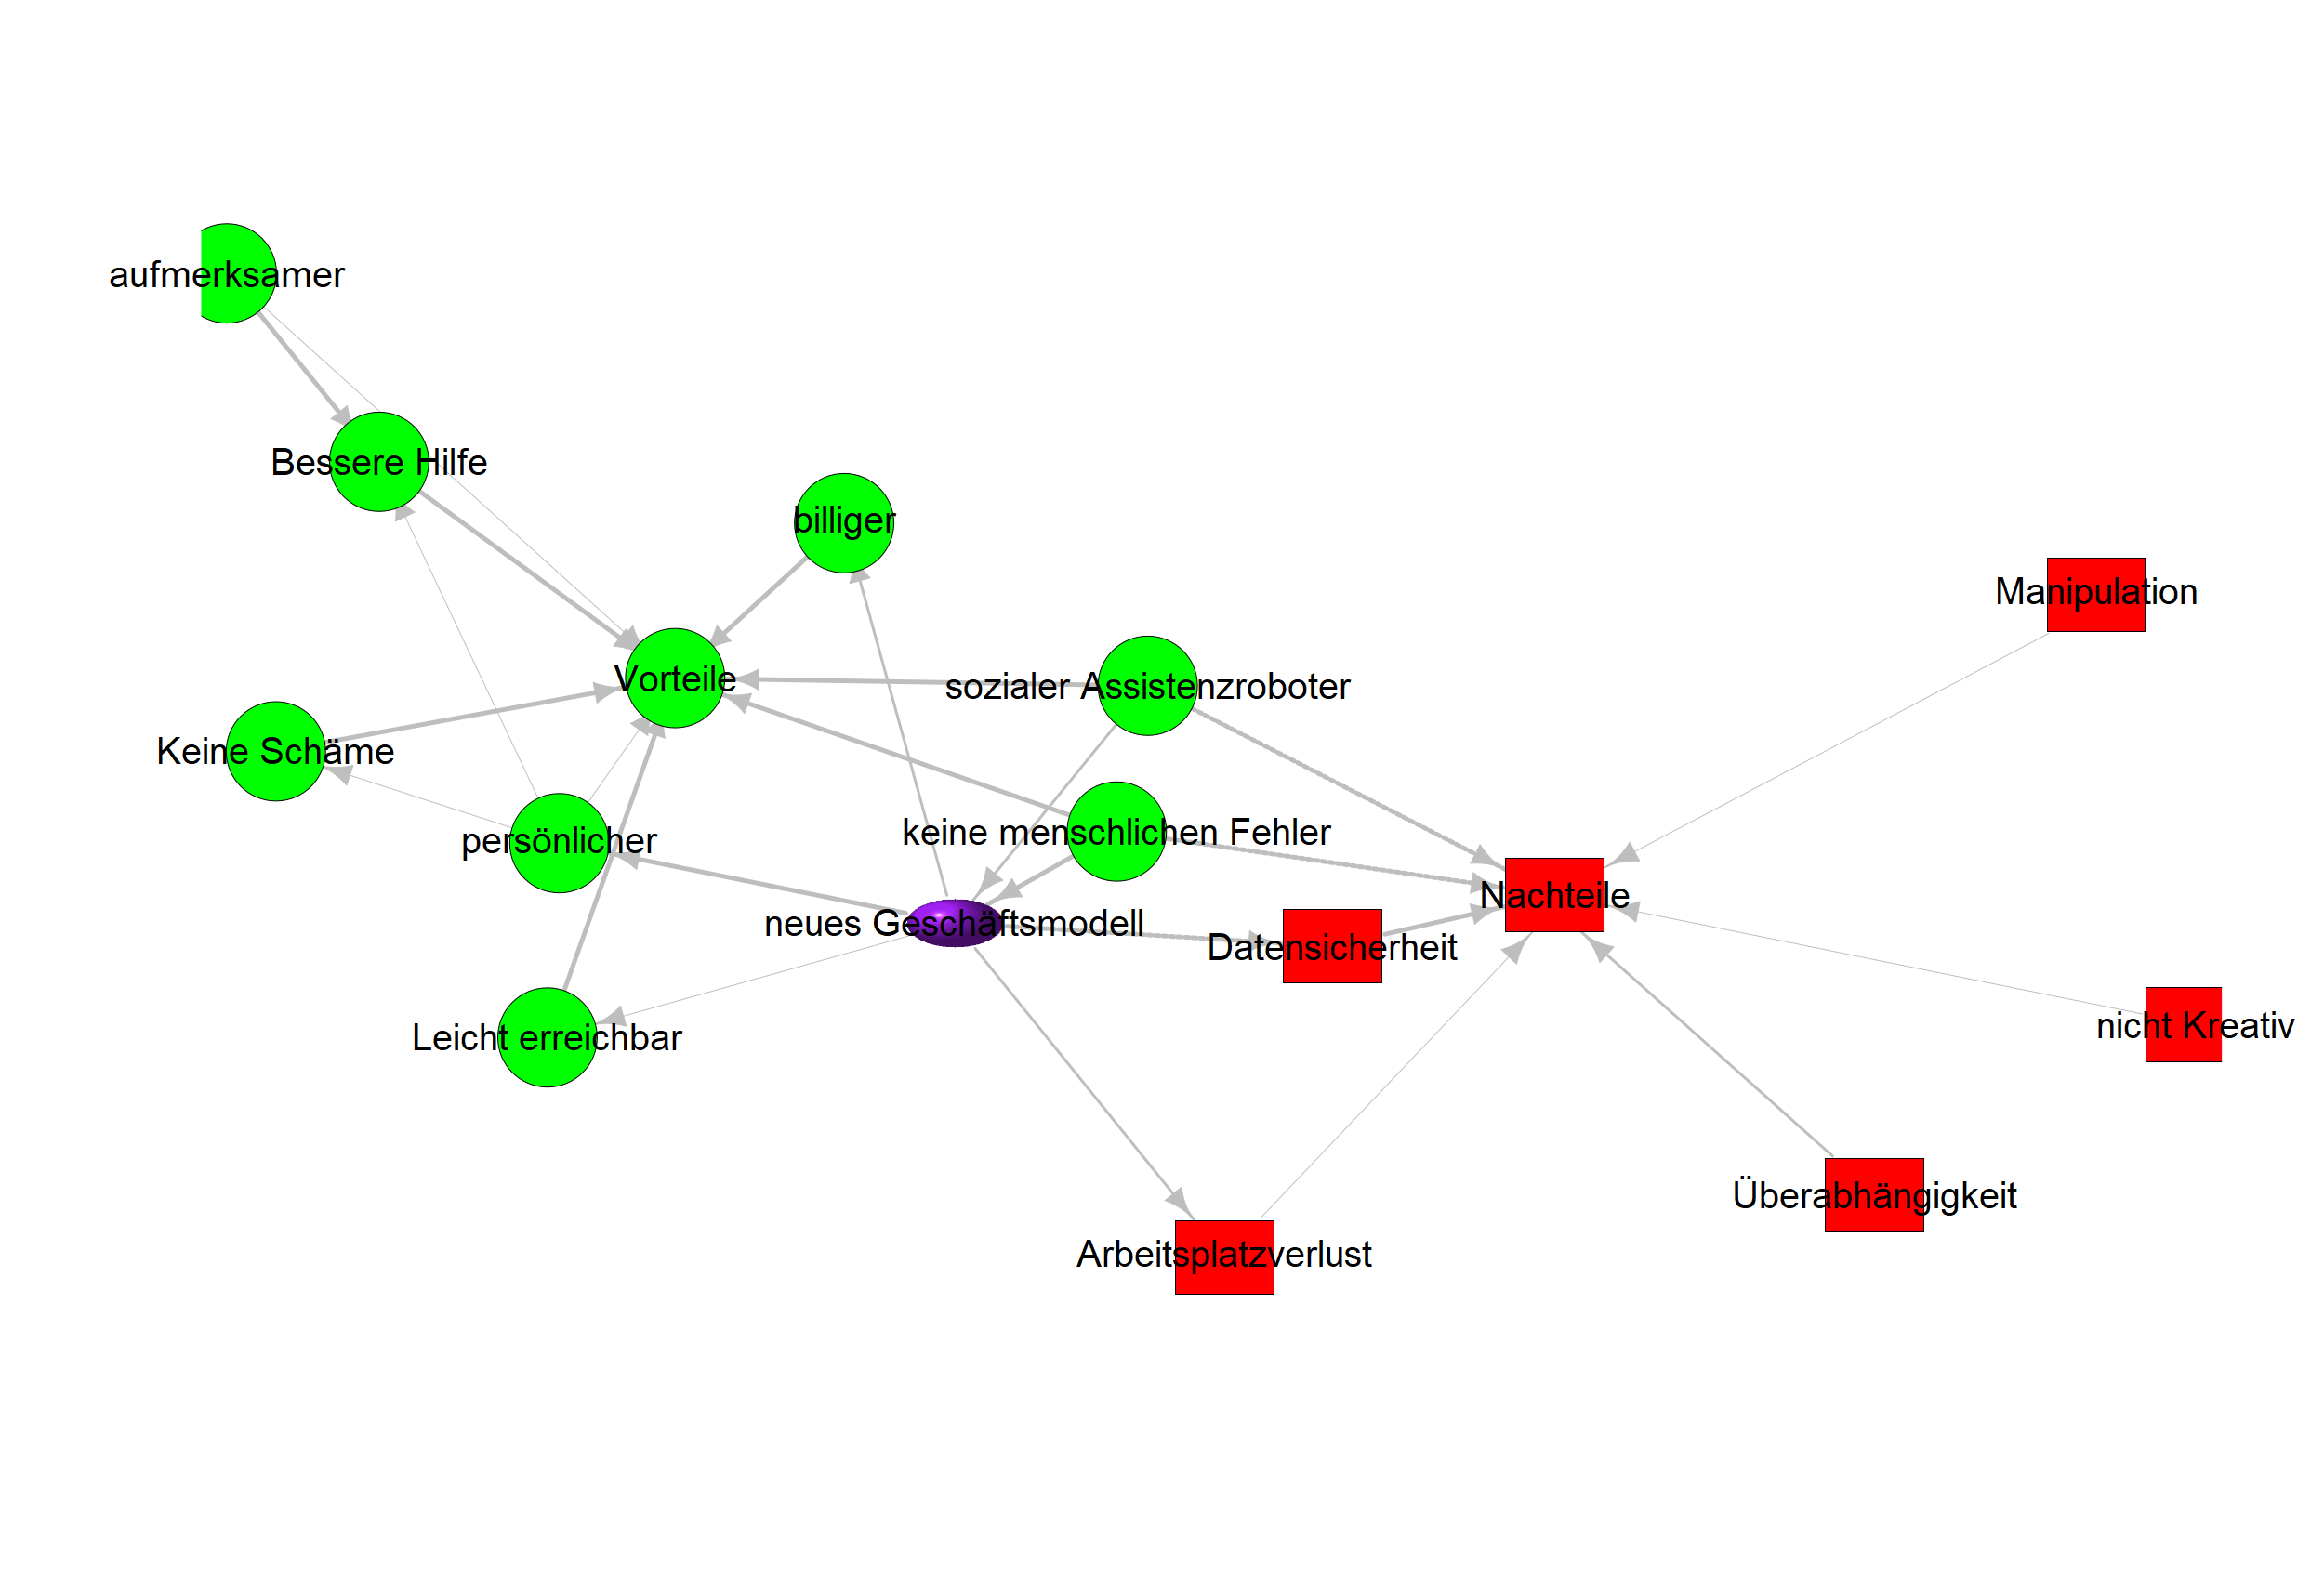 aufmerksamer
Bessere Hilfe
billiger
Manipulation
Vorteile
sozialer Assistenzroboter
Keine Schäme
keine menschlichen Fehler
persönlicher
Nachteile
neues Geschäftsmodell
Datensicherheit
nicht Kreativ
Leicht erreichbar
Überabhängigkeit
Arbeitsplatzverlust